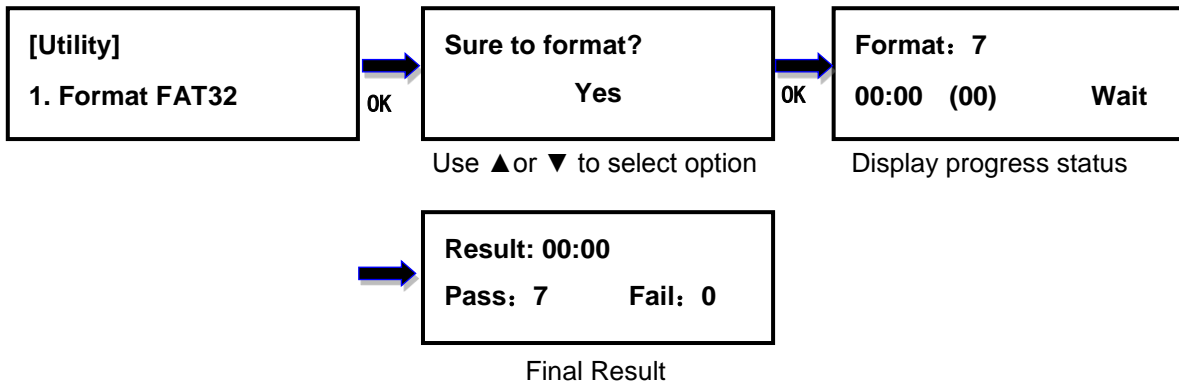 [Utility]
1. Format FAT32
OK
Sure to format?
Yes
Use ▲or ▼ to select option
OK
Format：7
00:00 (00) Wait
Display progress status
Result: 00:00
Pass：7 Fail：0
Final Result